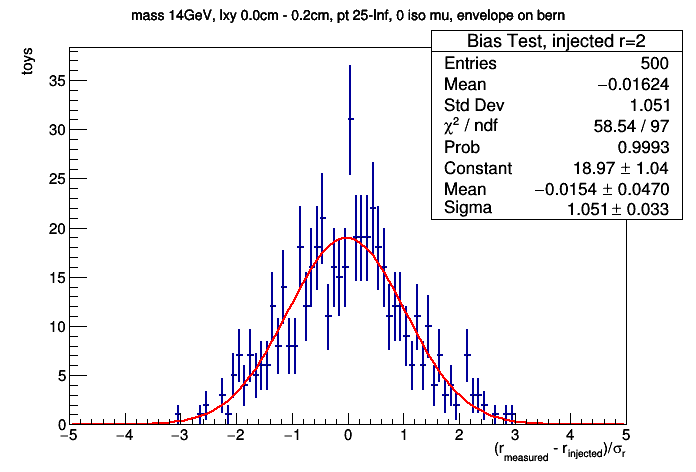 mass 14GeV, lxy 0.0cm - 0.2cm, pt 25-Inf, 0 iso mu, envelope on bern
toys
Bias Test, injected r=2
Entries 500
Mean −0.01624
Std Dev 1.051
χ² / ndf 58.54 / 97
Prob 0.9993
Constant 18.97 ± 1.04
Mean −0.0154 ± 0.0470
Sigma 1.051 ± 0.033
35
30
25
20
15
10
5
0
−5 −4 −3 −2 −1 0 1 2 3 4 5
(r_measured - r_injected)/σ_r